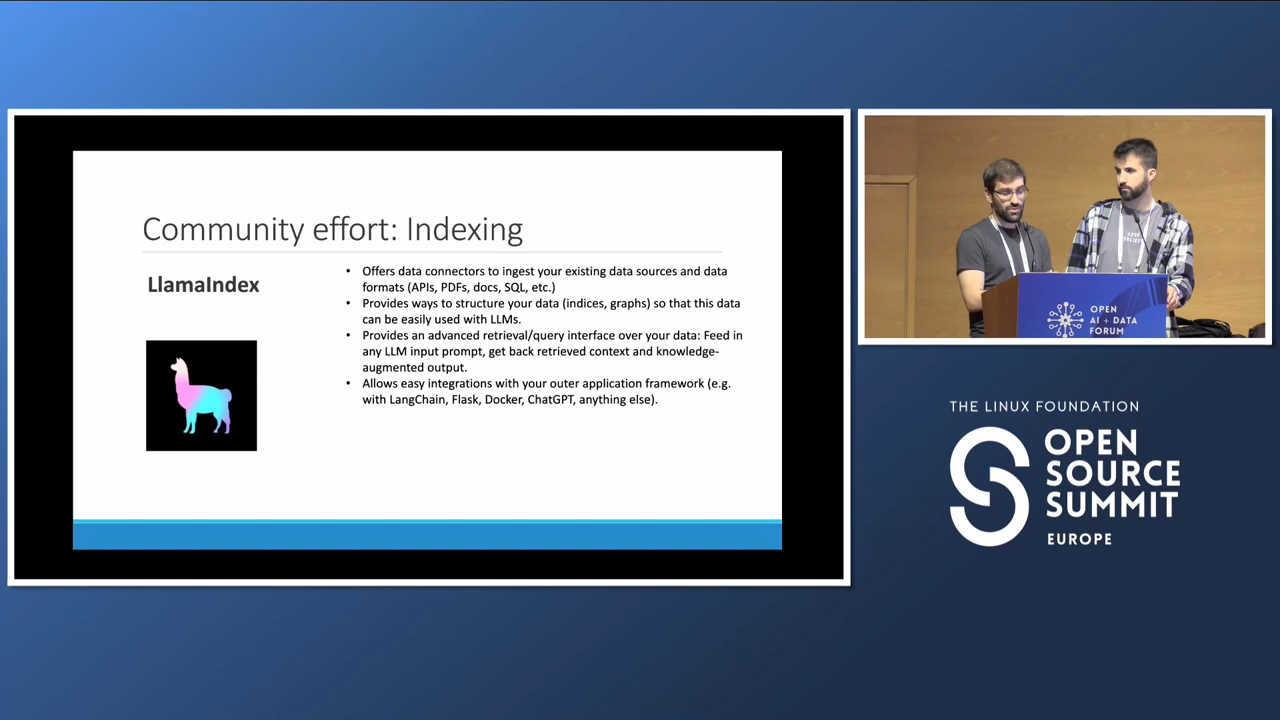 Community effort: Indexing
LlamaIndex
• Offers data connectors to ingest your existing data sources and data
formats (APIs, PDFs, docs, SQL, etc.)
• Provides ways to structure your data (indices, graphs) so that this data
can be easily used with LLMs.
• Provides an advanced retrieval/query interface over your data: Feed in
any LLM input prompt, get back retrieved context and knowledge-
augmented output.
• Allows easy integrations with your outer application framework (e.g.
with LangChain, Flask, Docker, ChatGPT, anything else).
OPEN
AI + DATA
FORUM
THE LINUX FOUNDATION
OPEN
SOURCE
SUMMIT
EUROPE